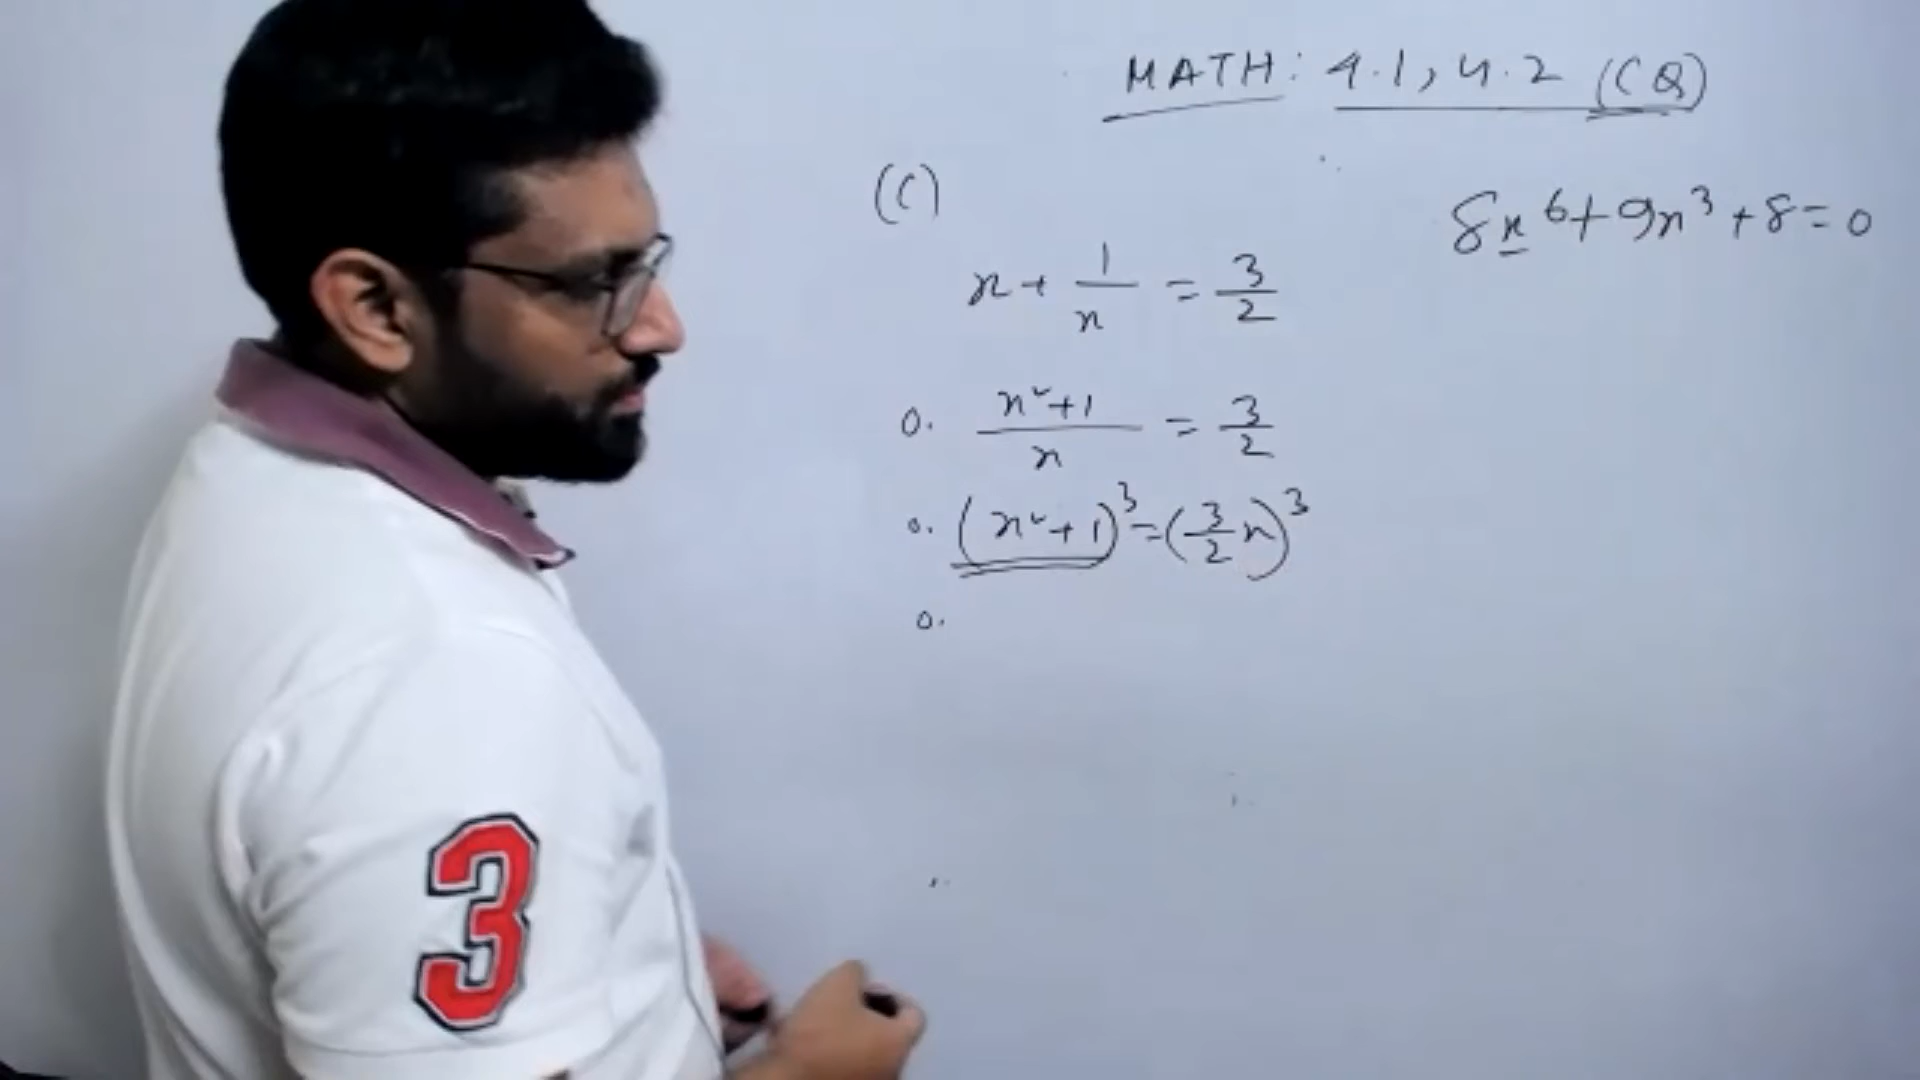 MATH: 4.1, 4.2 (CQ)
(C)
8x⁶+9x³+8=0
x + 1/x = 3/2
o. (x²+1)/x = 3/2
o. (x²+1)³=(3/2 x)³
o.
3